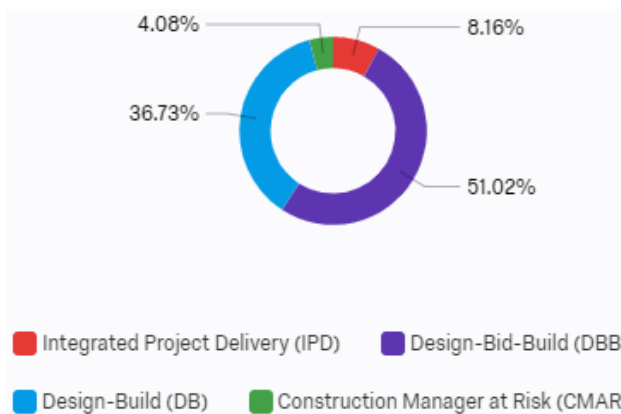 4.08%
8.16%
36.73%
51.02%
Integrated Project Delivery (IPD)
Design-Bid-Build (DBB
Design-Build (DB)
Construction Manager at Risk (CMAR